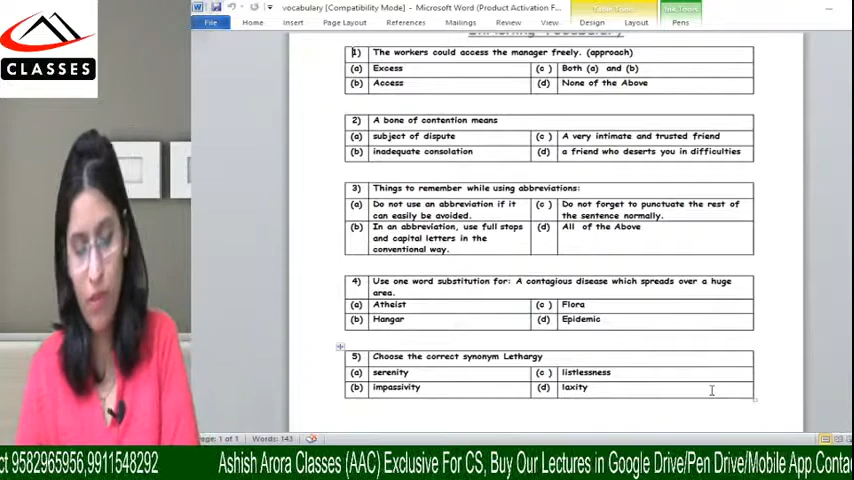 CLASSES
vocabulary [Compatibility Mode] - Microsoft Word (Product Activation F...
File Home Insert Page Layout References Mailings Review View Design Layout Pens
1) The workers could access the manager freely. (approach)
(a) Excess (c ) Both (a) and (b)
(b) Access (d) None of the Above
2) A bone of contention means
(a) subject of dispute (c ) A very intimate and trusted friend
(b) inadequate consolation (d) a friend who deserts you in difficulties
3) Things to remember while using abbreviations:
(a) Do not use an abbreviation if it (c ) Do not forget to punctuate the rest of
can easily be avoided. the sentence normally.
(b) In an abbreviation, use full stops (d) All of the Above
and capital letters in the
conventional way.
4) Use one word substitution for: A contagious disease which spreads over a huge
area.
(a) Atheist (c ) Flora
(b) Hangar (d) Epidemic
5) Choose the correct synonym Lethargy
(a) serenity (c ) listlessness
(b) impassivity (d) laxity
Page: 1 of 1 Words: 143
ct 9582965956,9911548292 Ashish Arora Classes (AAC) Exclusive For CS, Buy Our Lectures in Google Drive/Pen Drive/Mobile App.Conta